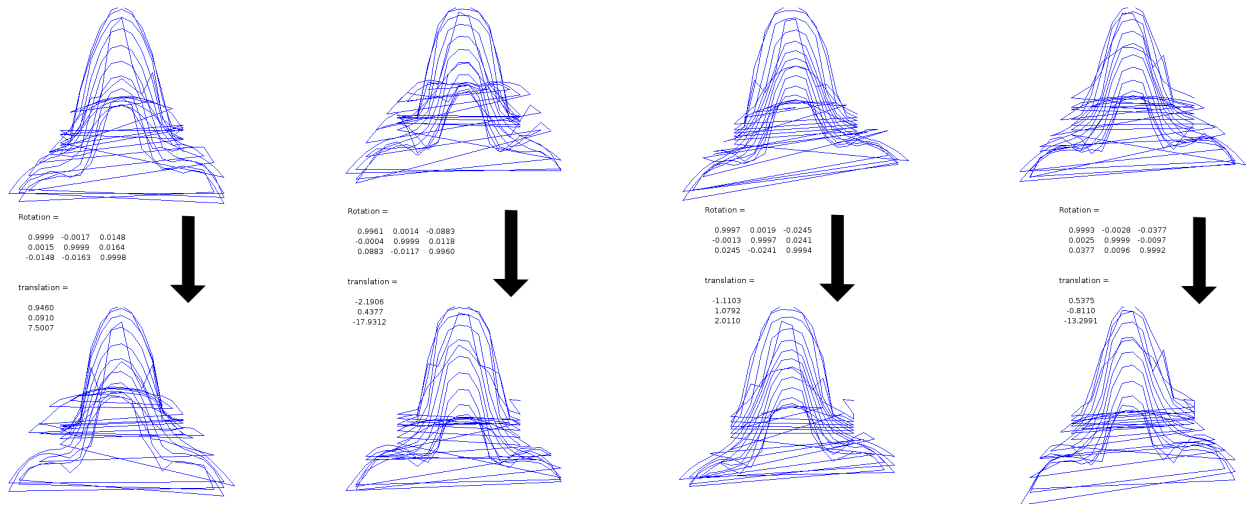 Rotation =
0.9999 -0.0017 0.0148
0.0015 0.9999 0.0164
-0.0148 -0.0163 0.9998
translation =
0.9460
0.0910
7.5007
Rotation =
0.9961 0.0014 -0.0883
-0.0004 0.9999 0.0118
0.0883 -0.0117 0.9960
translation =
-2.1906
0.4377
-17.9312
Rotation =
0.9997 0.0019 -0.0245
-0.0013 0.9997 0.0241
0.0245 -0.0241 0.9994
translation =
-1.1103
1.0792
2.0110
Rotation =
0.9993 -0.0028 -0.0377
0.0025 0.9999 -0.0097
0.0377 0.0096 0.9992
translation =
0.5375
-0.8110
-13.2991